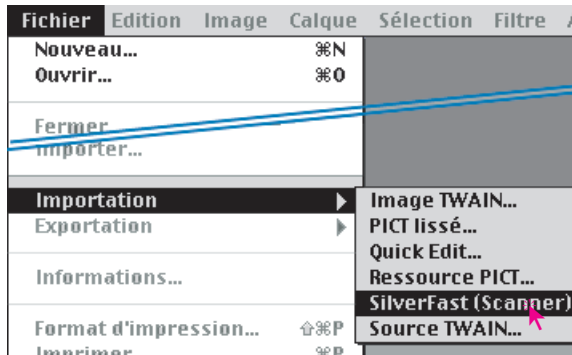 Fichier Edition Image Calque Sélection Filtre
Nouveau... ⌘N
Ouvrir... ⌘O
Fermer
Importer...
Importation ▶
Exportation ▶
Informations...
Format d'impression... ⇧⌘P
Imprimer ⌘P
Image TWAIN...
PICT lissé...
Quick Edit...
Ressource PICT...
SilverFast (Scanner)
Source TWAIN...